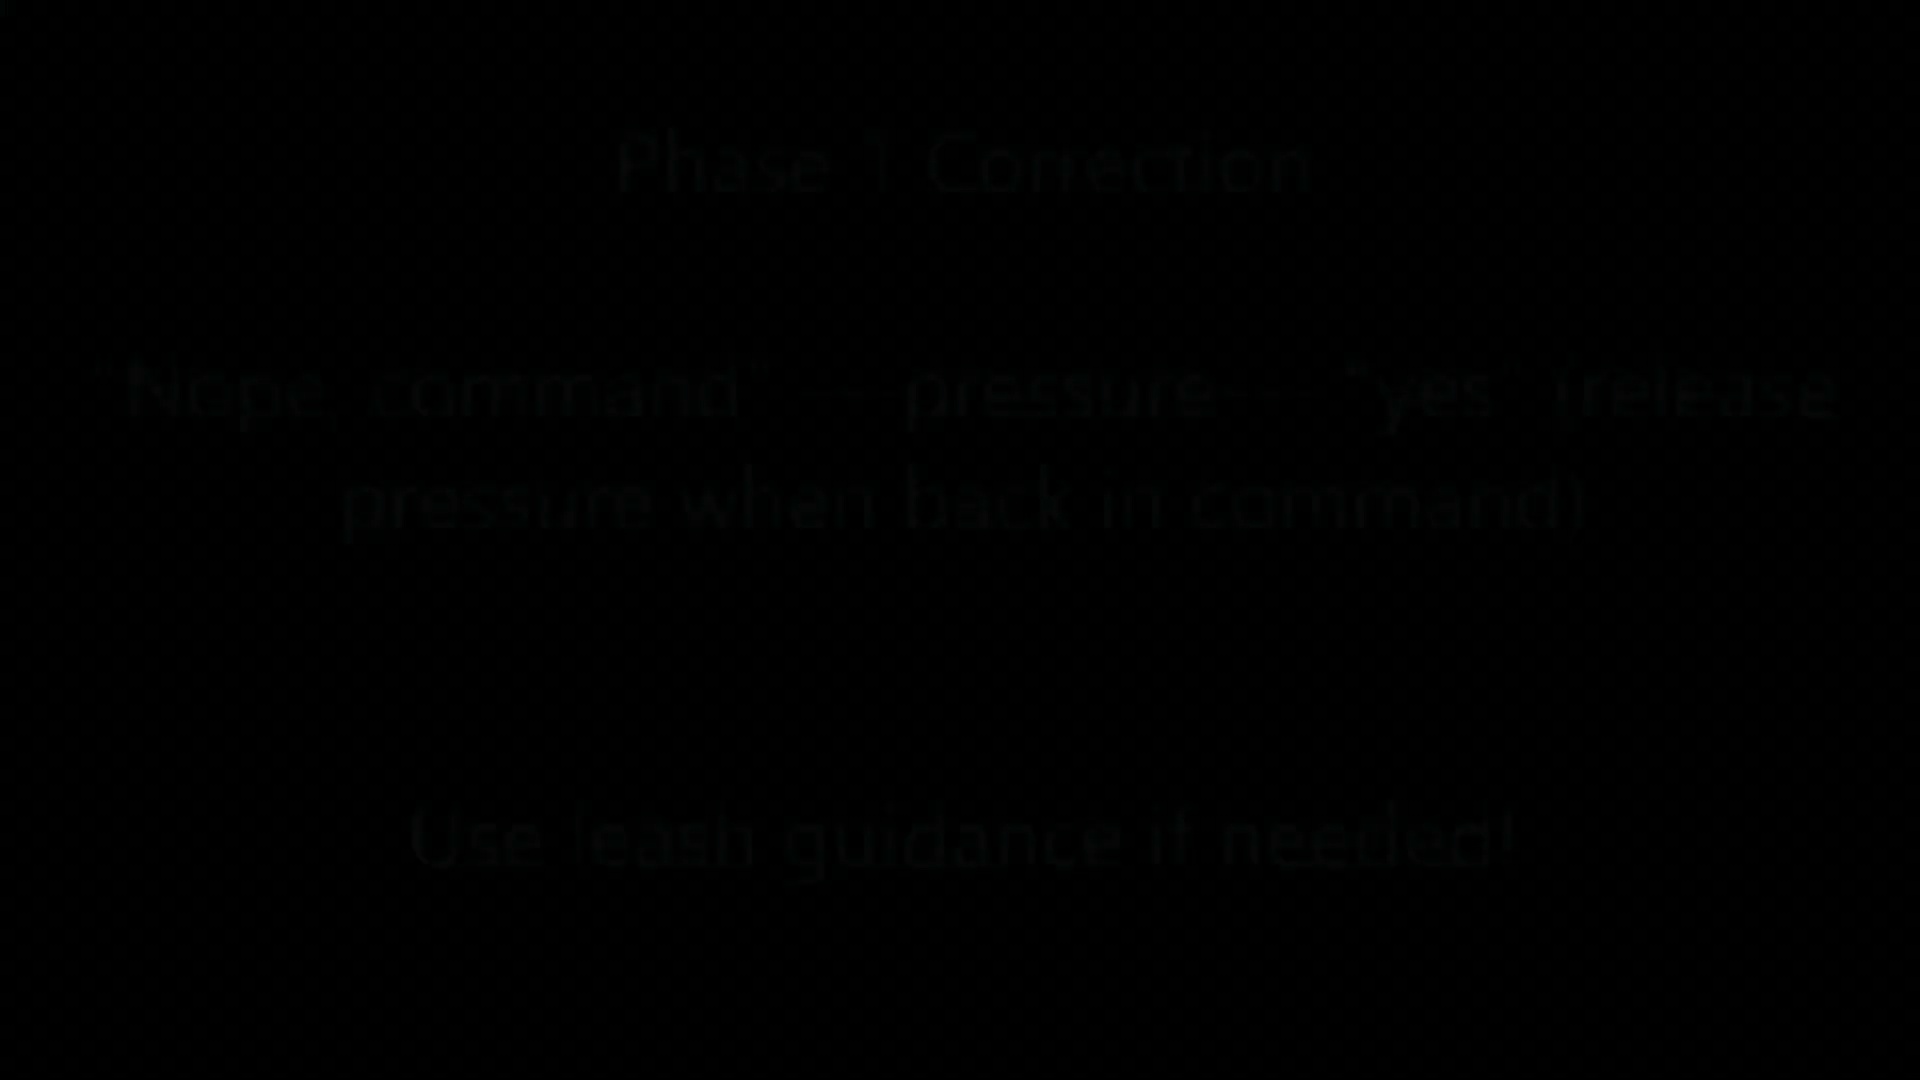 Phase 1 Correction
"Nope, command" -- pressure -- "yes" (release
pressure when back in command)
Use leash guidance if needed!